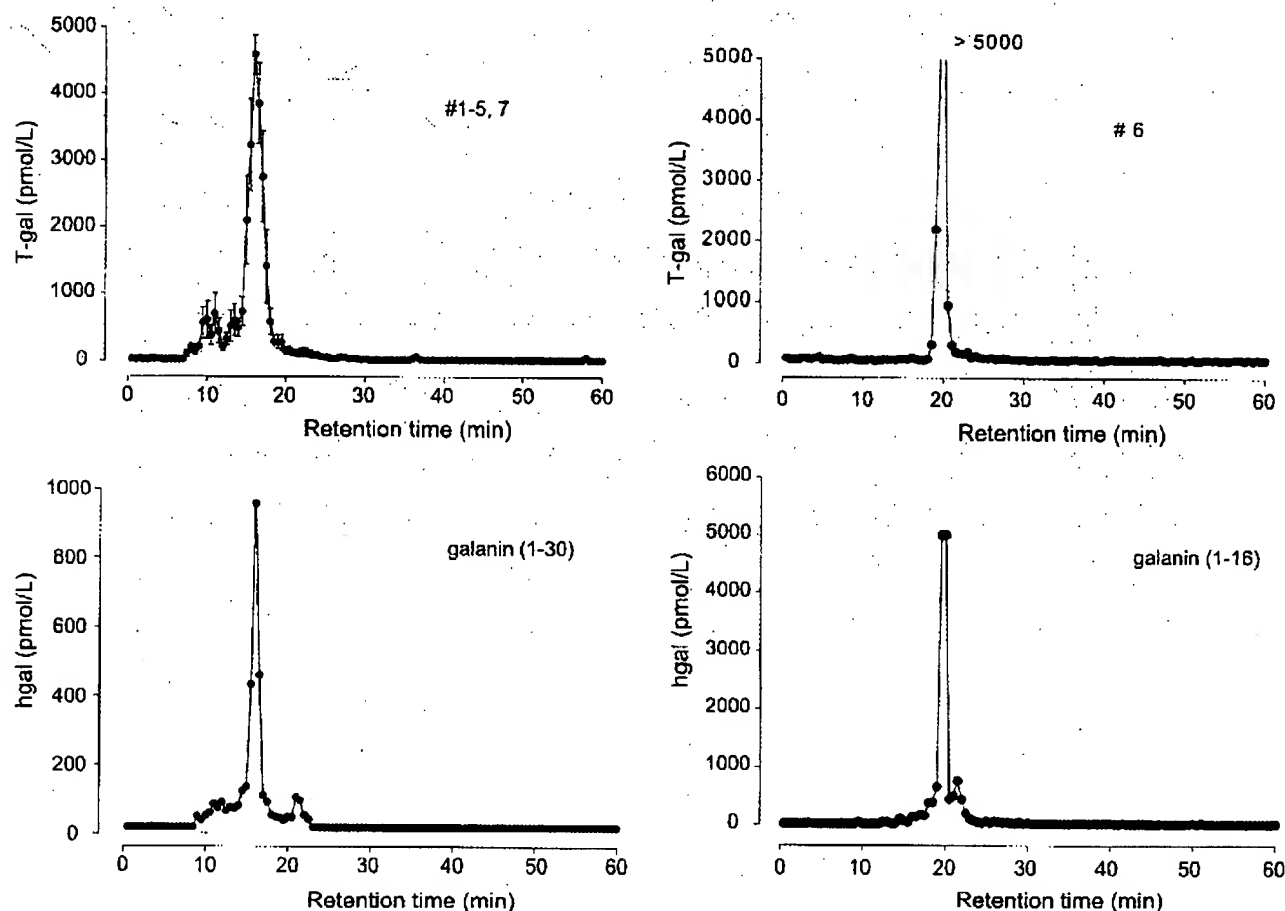 5000
4000
3000
2000
1000
0
T-gal (pmol/L)
#1-5, 7
0 10 20 30 40 50 60
Retention time (min)
> 5000
5000
4000
3000
2000
1000
0
T-gal (pmol/L)
# 6
0 10 20 30 40 50 60
Retention time (min)
1000
800
600
400
200
0
hgal (pmol/L)
galanin (1-30)
0 10 20 30 40 50 60
Retention time (min)
6000
5000
4000
3000
2000
1000
0
hgal (pmol/L)
galanin (1-16)
0 10 20 30 40 50 60
Retention time (min)